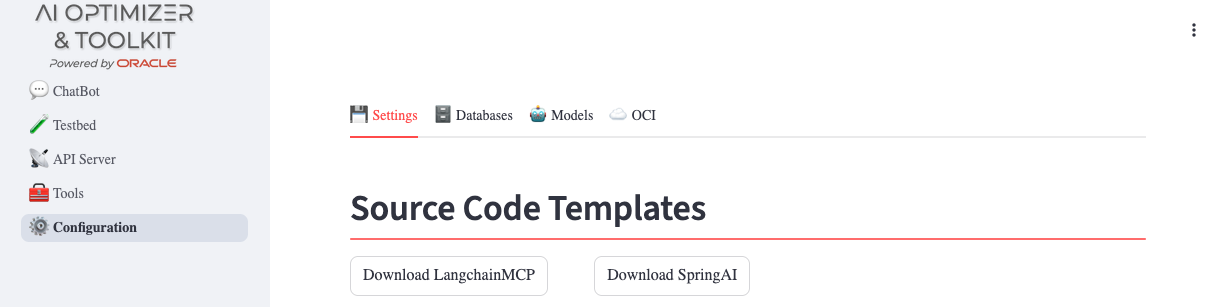 AI OPTIMIZER
& TOOLKIT
Powered by ORACLE
ChatBot
Testbed
API Server
Tools
Configuration
Settings Databases Models OCI
Source Code Templates
Download LangchainMCP Download SpringAI